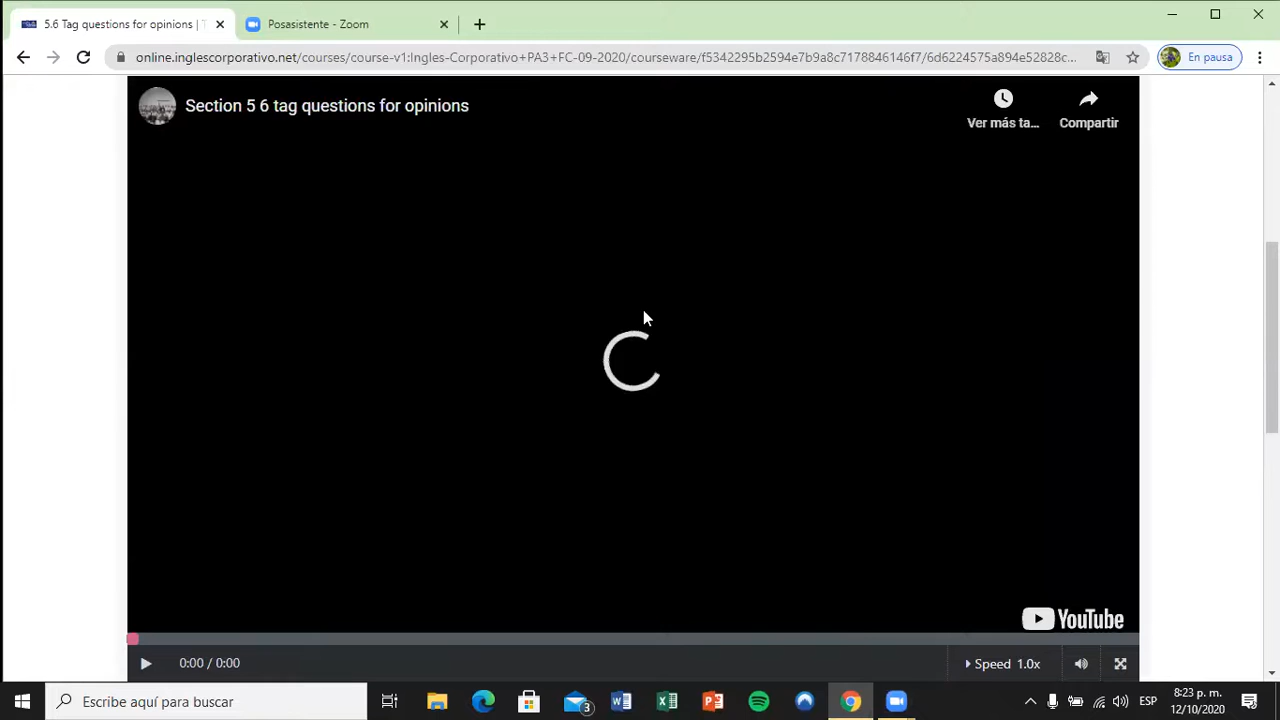 5.6 Tag questions for opinions | T
Posasistente - Zoom
online.inglescorporativo.net/courses/course-v1:Ingles-Corporativo+PA3+FC-09-2020/courseware/f5342295b2594e7b9a8c7178846146f7/6d6224575a894e52828c...
En pausa
Section 5 6 tag questions for opinions
Ver más ta...
Compartir
YouTube
0:00 / 0:00
Speed 1.0x
Escribe aquí para buscar
3
ESP
8:23 p. m.
12/10/2020